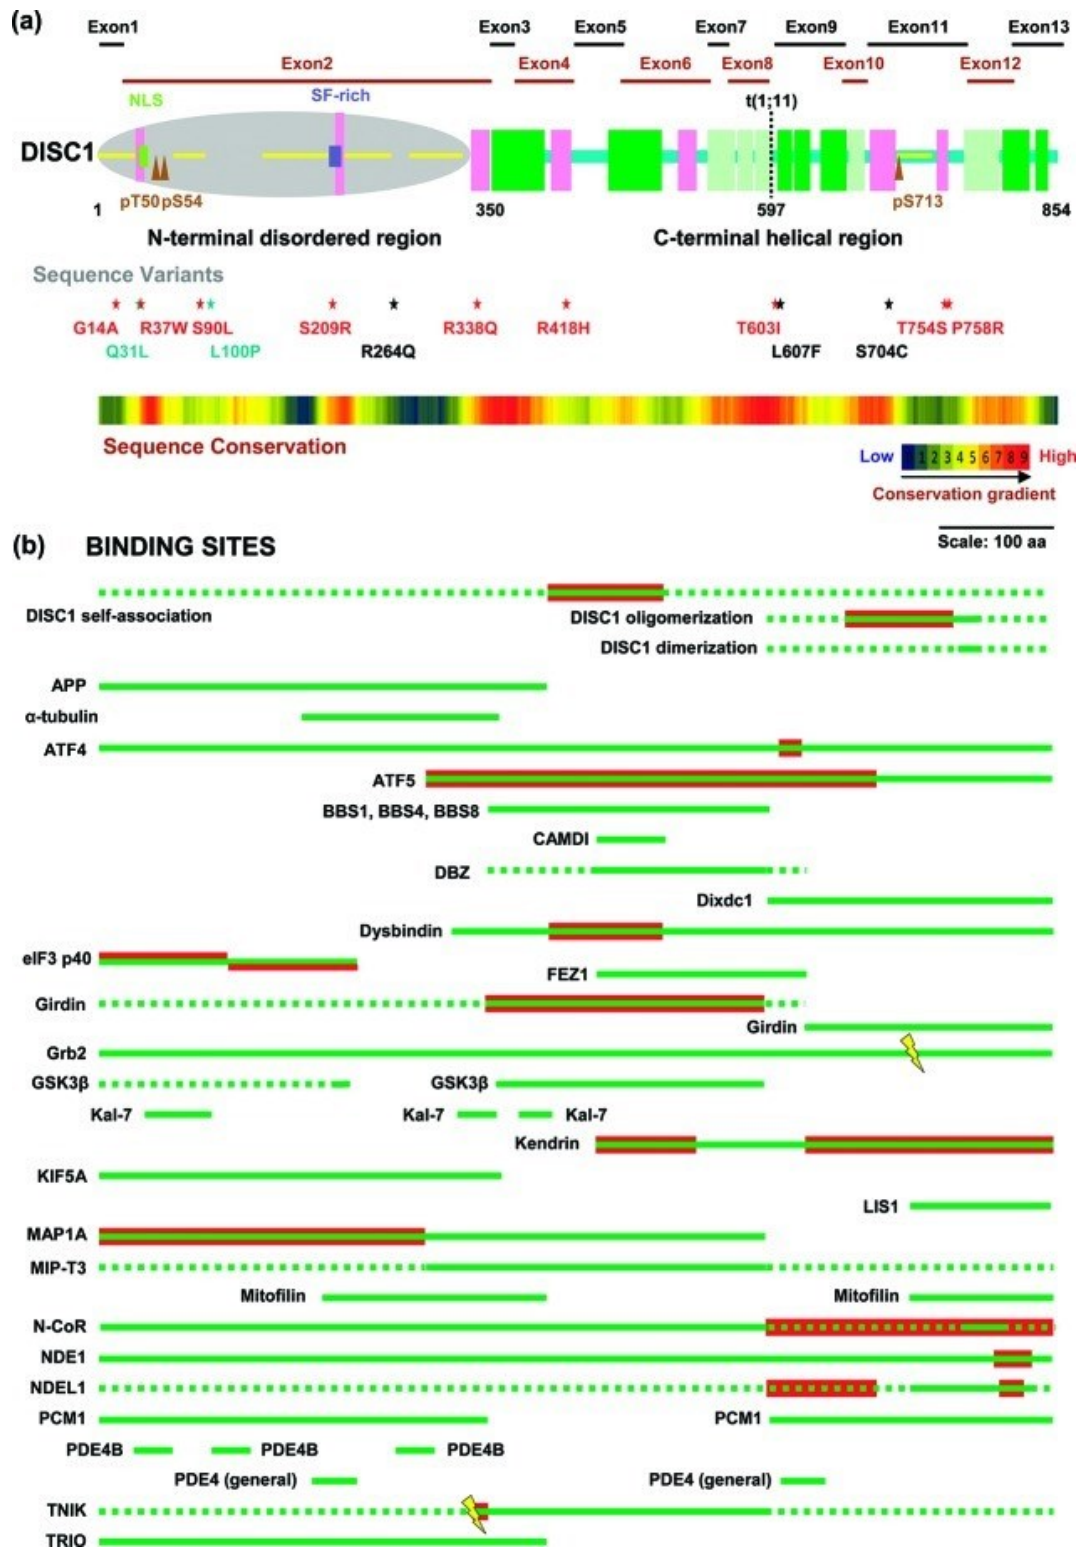 (a)
Exon1 Exon3 Exon5 Exon7 Exon9 Exon11 Exon13
Exon2 Exon4 Exon6 Exon8 Exon10 Exon12
NLS SF-rich t(1;11)
DISC1
pT50 pS54 pS713
1 350 597 854
N-terminal disordered region C-terminal helical region
Sequence Variants
G14A R37W S90L S209R R338Q R418H T603I T754S P758R
Q31L L100P R264Q L607F S704C
Sequence Conservation
Low 1 2 3 4 5 6 7 8 9 High
Conservation gradient
(b) BINDING SITES
Scale: 100 aa
DISC1 self-association DISC1 oligomerization
DISC1 dimerization
APP
α-tubulin
ATF4
ATF5
BBS1, BBS4, BBS8
CAMDI
DBZ
Dixdc1
Dysbindin
eIF3 p40
FEZ1
Girdin
Girdin
Grb2
GSK3β GSK3β
Kal-7 Kal-7 Kal-7
Kendrin
KIF5A
LIS1
MAP1A
MIP-T3
Mitofilin Mitofilin
N-CoR
NDE1
NDEL1
PCM1 PCM1
PDE4B PDE4B PDE4B
PDE4 (general) PDE4 (general)
TNIK
TRIO